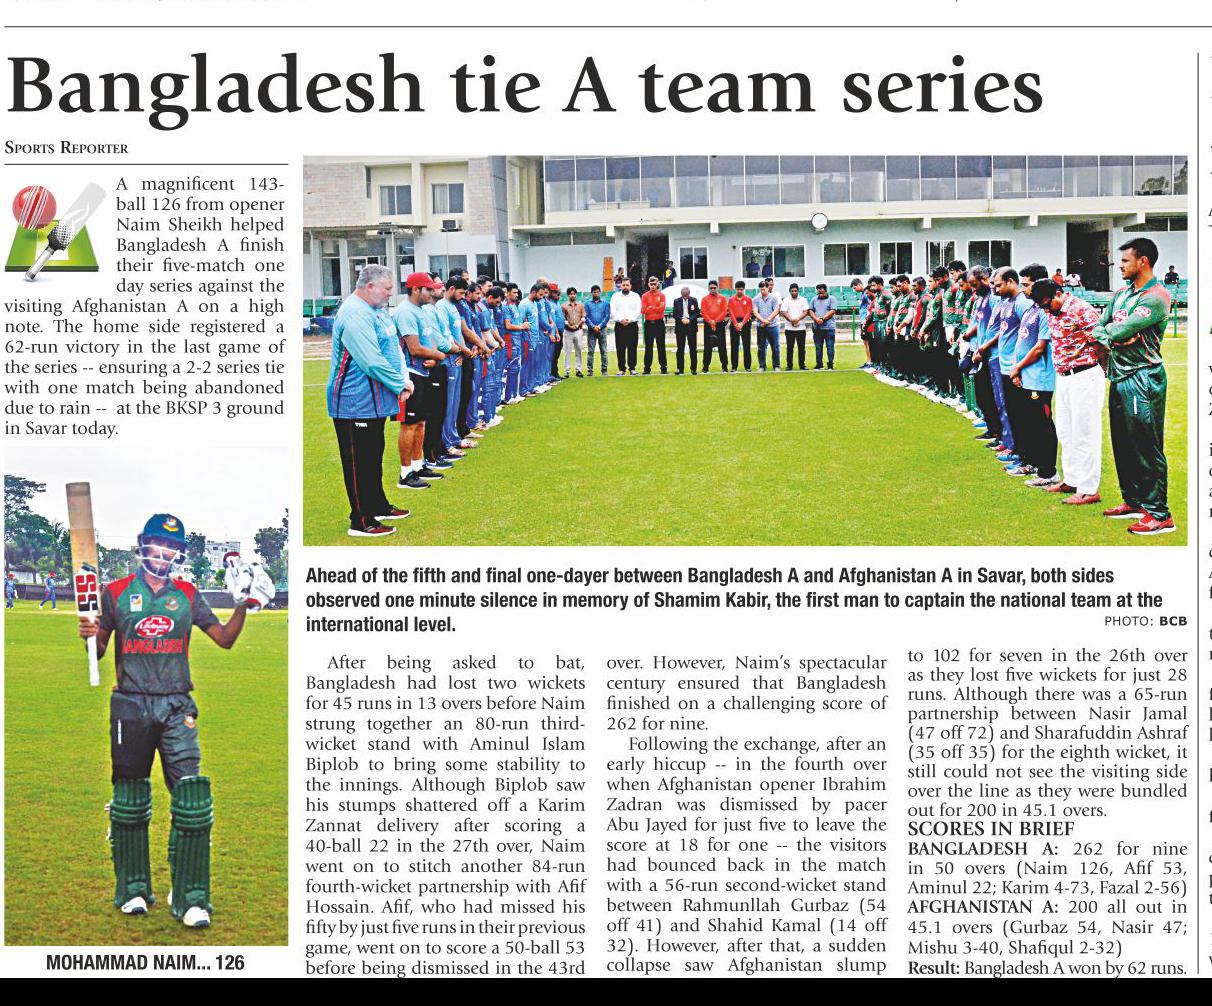 Bangladesh tie A team series
SPORTS REPORTER
A magnificent 143-
ball 126 from opener
Naim Sheikh helped
Bangladesh A finish
their five-match one
day series against the
visiting Afghanistan A on a high
note. The home side registered a
62-run victory in the last game of
the series -- ensuring a 2-2 series tie
with one match being abandoned
due to rain -- at the BKSP 3 ground
in Savar today.
BANGLADESH
MOHAMMAD NAIM... 126
Ahead of the fifth and final one-dayer between Bangladesh A and Afghanistan A in Savar, both sides
observed one minute silence in memory of Shamim Kabir, the first man to captain the national team at the
international level.
PHOTO: BCB
After being asked to bat,
Bangladesh had lost two wickets
for 45 runs in 13 overs before Naim
strung together an 80-run third-
wicket stand with Aminul Islam
Biplob to bring some stability to
the innings. Although Biplob saw
his stumps shattered off a Karim
Zannat delivery after scoring a
40-ball 22 in the 27th over, Naim
went on to stitch another 84-run
fourth-wicket partnership with Afif
Hossain. Afif, who had missed his
fifty by just five runs in their previous
game, went on to score a 50-ball 53
before being dismissed in the 43rd
over. However, Naim's spectacular
century ensured that Bangladesh
finished on a challenging score of
262 for nine.
Following the exchange, after an
early hiccup -- in the fourth over
when Afghanistan opener Ibrahim
Zadran was dismissed by pacer
Abu Jayed for just five to leave the
score at 18 for one -- the visitors
had bounced back in the match
with a 56-run second-wicket stand
between Rahmunllah Gurbaz (54
off 41) and Shahid Kamal (14 off
32). However, after that, a sudden
collapse saw Afghanistan slump
to 102 for seven in the 26th over
as they lost five wickets for just 28
runs. Although there was a 65-run
partnership between Nasir Jamal
(47 off 72) and Sharafuddin Ashraf
(35 off 35) for the eighth wicket, it
still could not see the visiting side
over the line as they were bundled
out for 200 in 45.1 overs.
SCORES IN BRIEF
BANGLADESH A: 262 for nine
in 50 overs (Naim 126, Afif 53,
Aminul 22; Karim 4-73, Fazal 2-56)
AFGHANISTAN A: 200 all out in
45.1 overs (Gurbaz 54, Nasir 47;
Mishu 3-40, Shafiqul 2-32)
Result: Bangladesh A won by 62 runs.